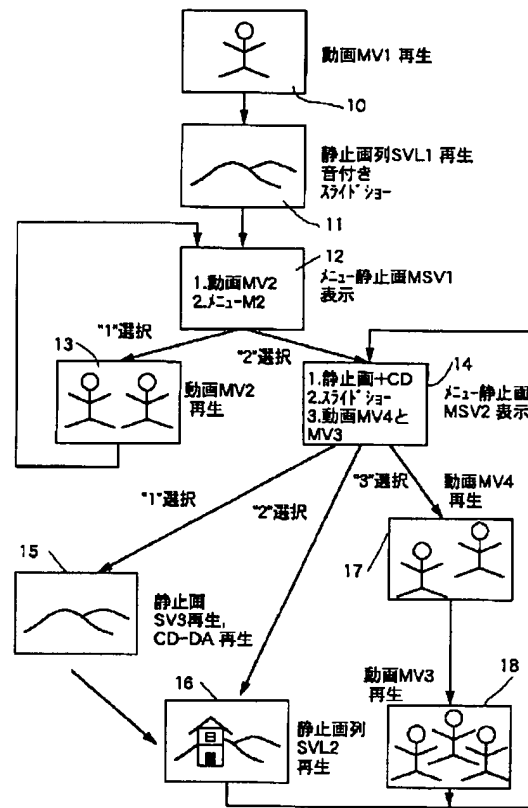 動画MV1 再生
10
静止画列SVL1 再生
音付き
スライドショー
11
12
1.動画MV2
2.メニューM2
メニュー静止画MSV1
表示
"1"選択
"2"選択
13
動画MV2
再生
14
1.静止画+CD
2.スライドショー
3.動画MV4と
MV3
メニュー静止画
MSV2 表示
"1"選択
"2"選択
"3"選択
動画MV4
再生
15
17
静止画
SV3再生,
CD-DA 再生
16
動画MV3
再生
18
静止画列
SVL2
再生